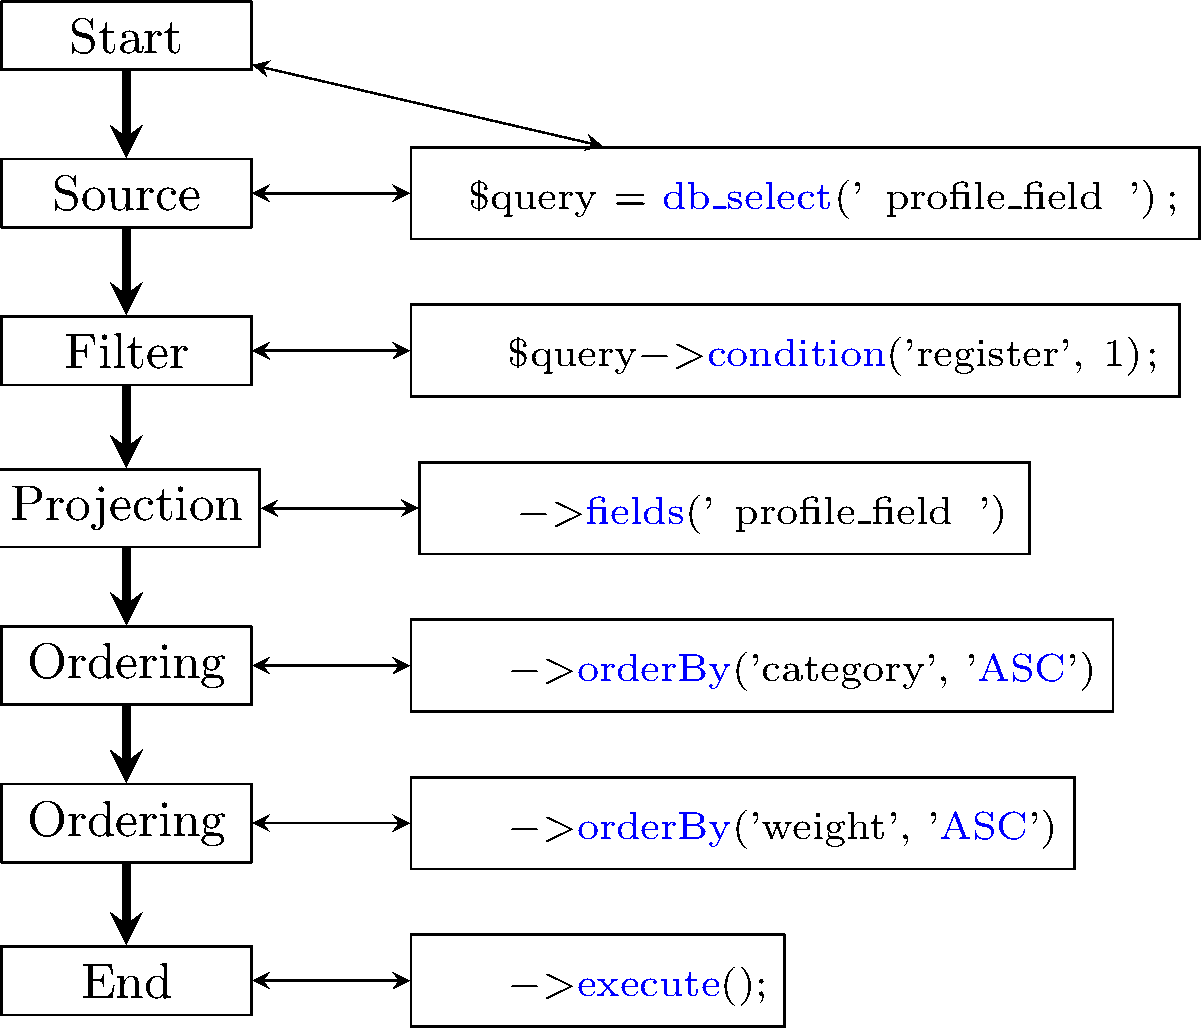 Start
Source
$query = db_select(' profile_field ');
Filter
$query->condition('register', 1);
Projection
->fields(' profile_field ')
Ordering
->orderBy('category', 'ASC')
Ordering
->orderBy('weight', 'ASC')
End
->execute();